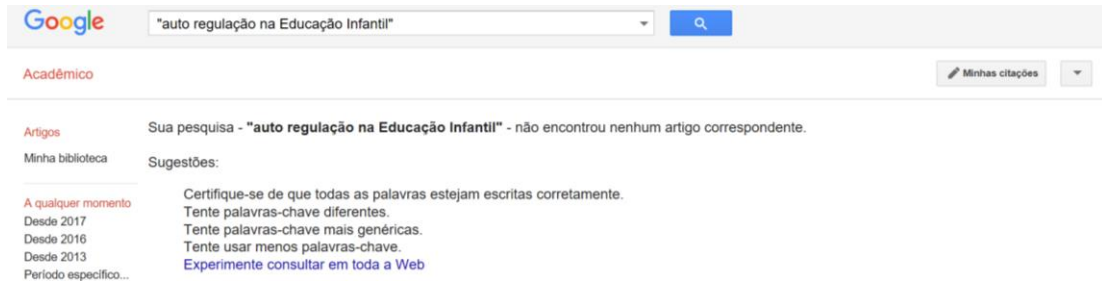 Google
"auto regulação na Educação Infantil"
Acadêmico
Minhas citações
Artigos
Minha biblioteca
A qualquer momento
Desde 2017
Desde 2016
Desde 2013
Período específico...
Sua pesquisa - "auto regulação na Educação Infantil" - não encontrou nenhum artigo correspondente.
Sugestões:
Certifique-se de que todas as palavras estejam escritas corretamente.
Tente palavras-chave diferentes.
Tente palavras-chave mais genéricas.
Tente usar menos palavras-chave.
Experimente consultar em toda a Web